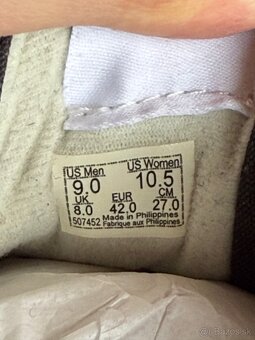 US Men US Women
9.0 10.5
UK EUR CM
8.0 42.0 27.0
507452 Made in Philippines
Fabrique aux Philippines